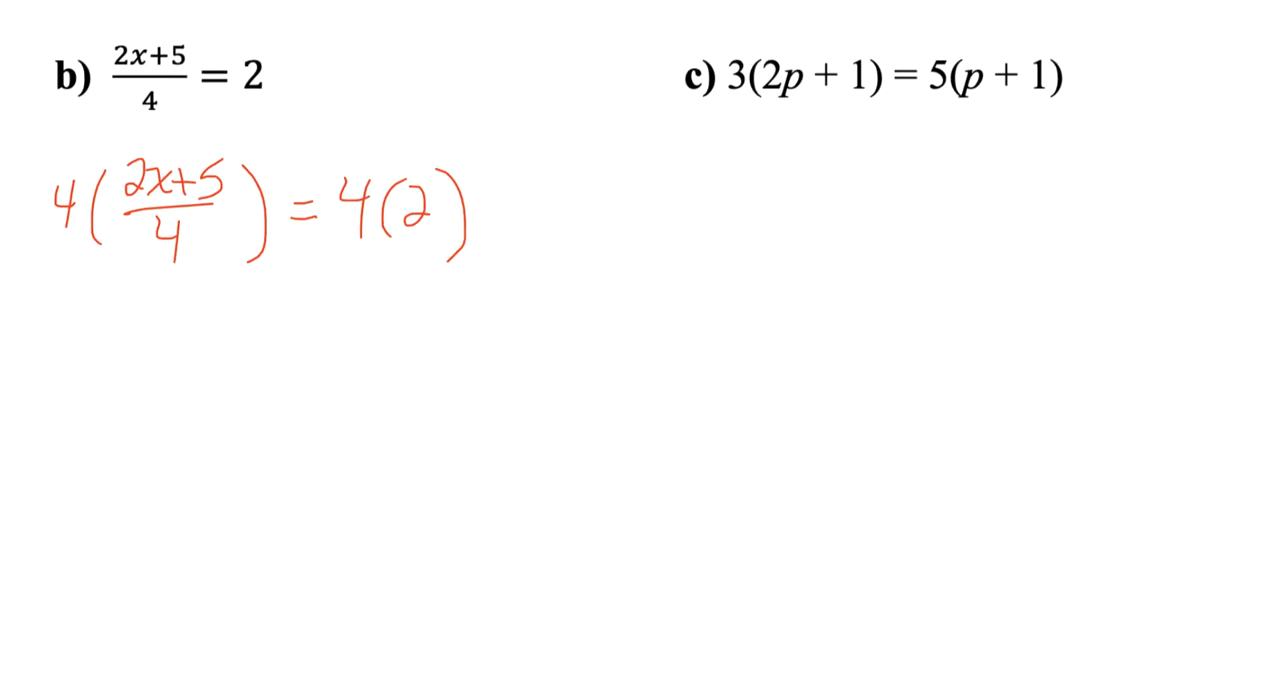 b) (2x+5)/4 = 2
4((2x+5)/4) = 4(2)
c) 3(2p + 1) = 5(p + 1)